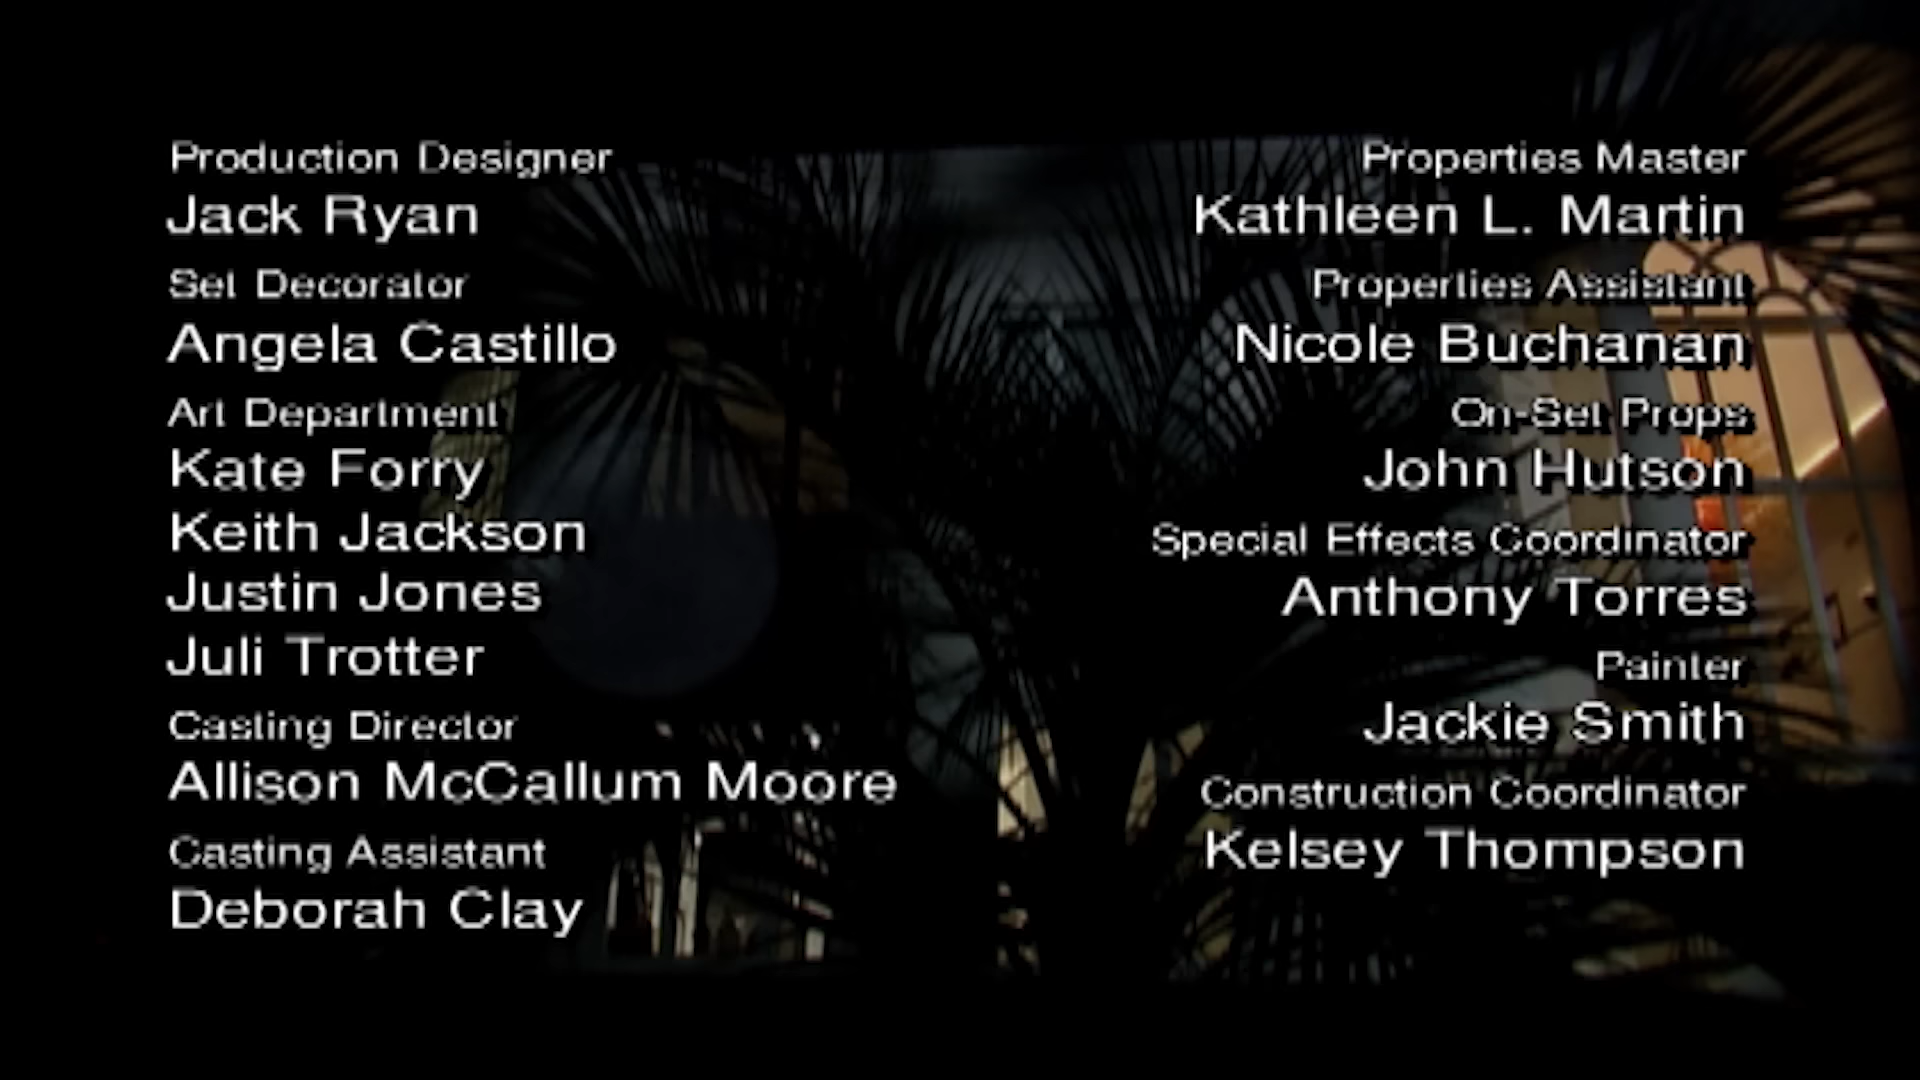 Production Designer
Jack Ryan
Set Decorator
Angela Castillo
Art Department
Kate Forry
Keith Jackson
Justin Jones
Juli Trotter
Casting Director
Allison McCallum Moore
Casting Assistant
Deborah Clay
Properties Master
Kathleen L. Martin
Properties Assistant
Nicole Buchanan
On-Set Props
John Hutson
Special Effects Coordinator
Anthony Torres
Painter
Jackie Smith
Construction Coordinator
Kelsey Thompson